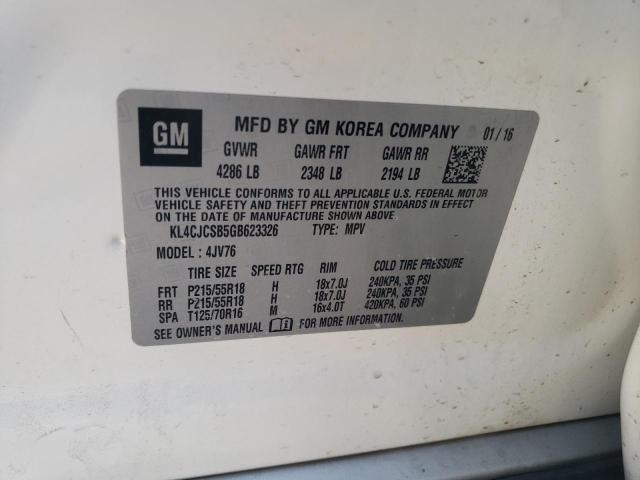 GM MFD BY GM KOREA COMPANY 01/16
GVWR GAWR FRT GAWR RR
4286 LB 2348 LB 2194 LB
THIS VEHICLE CONFORMS TO ALL APPLICABLE U.S. FEDERAL MOTOR
VEHICLE SAFETY AND THEFT PREVENTION STANDARDS IN EFFECT ON
THE DATE OF MANUFACTURE SHOWN ABOVE.
KL4CJCSB5GB623326 TYPE: MPV
MODEL: 4JV76
TIRE SIZE SPEED RTG RIM COLD TIRE PRESSURE
FRT P215/55R18 H 18x7.0J 240KPA, 35 PSI
RR P215/55R18 H 18x7.0J 240KPA, 35 PSI
SPA T125/70R16 M 16x4.0T 420KPA, 60 PSI
SEE OWNER'S MANUAL FOR MORE INFORMATION.